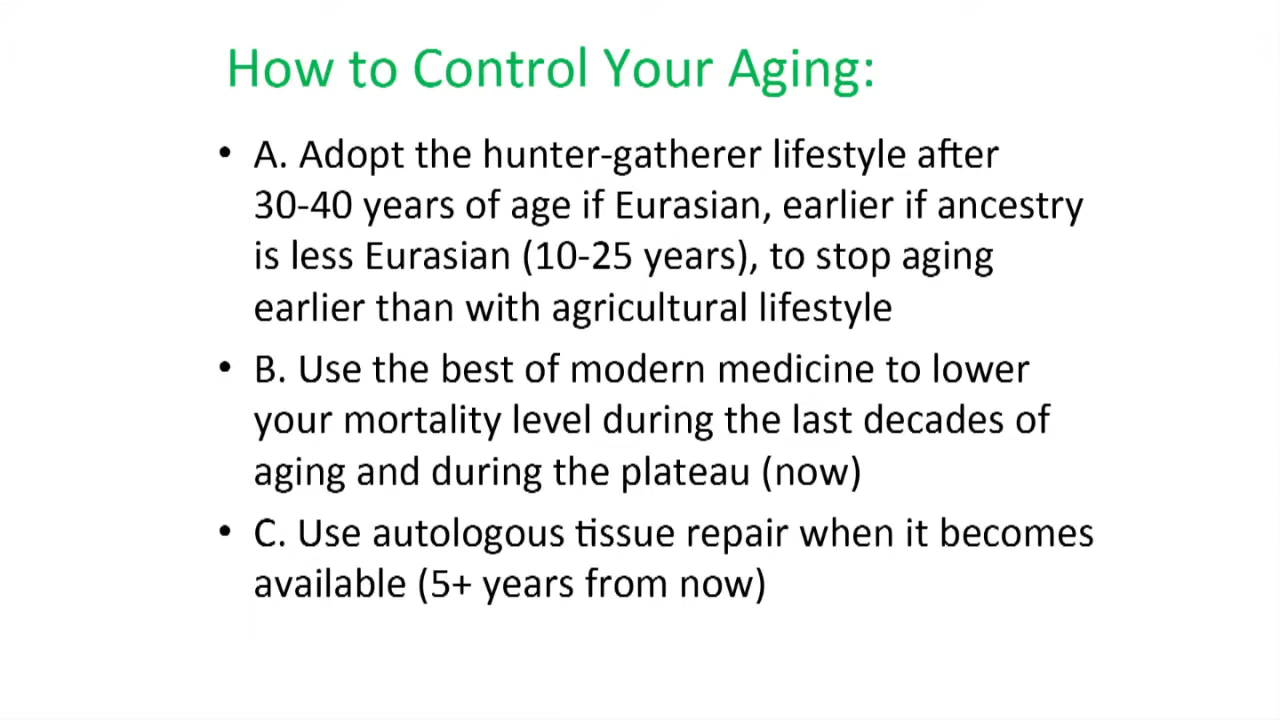 How to Control Your Aging:
• A. Adopt the hunter-gatherer lifestyle after
30-40 years of age if Eurasian, earlier if ancestry
is less Eurasian (10-25 years), to stop aging
earlier than with agricultural lifestyle
• B. Use the best of modern medicine to lower
your mortality level during the last decades of
aging and during the plateau (now)
• C. Use autologous tissue repair when it becomes
available (5+ years from now)